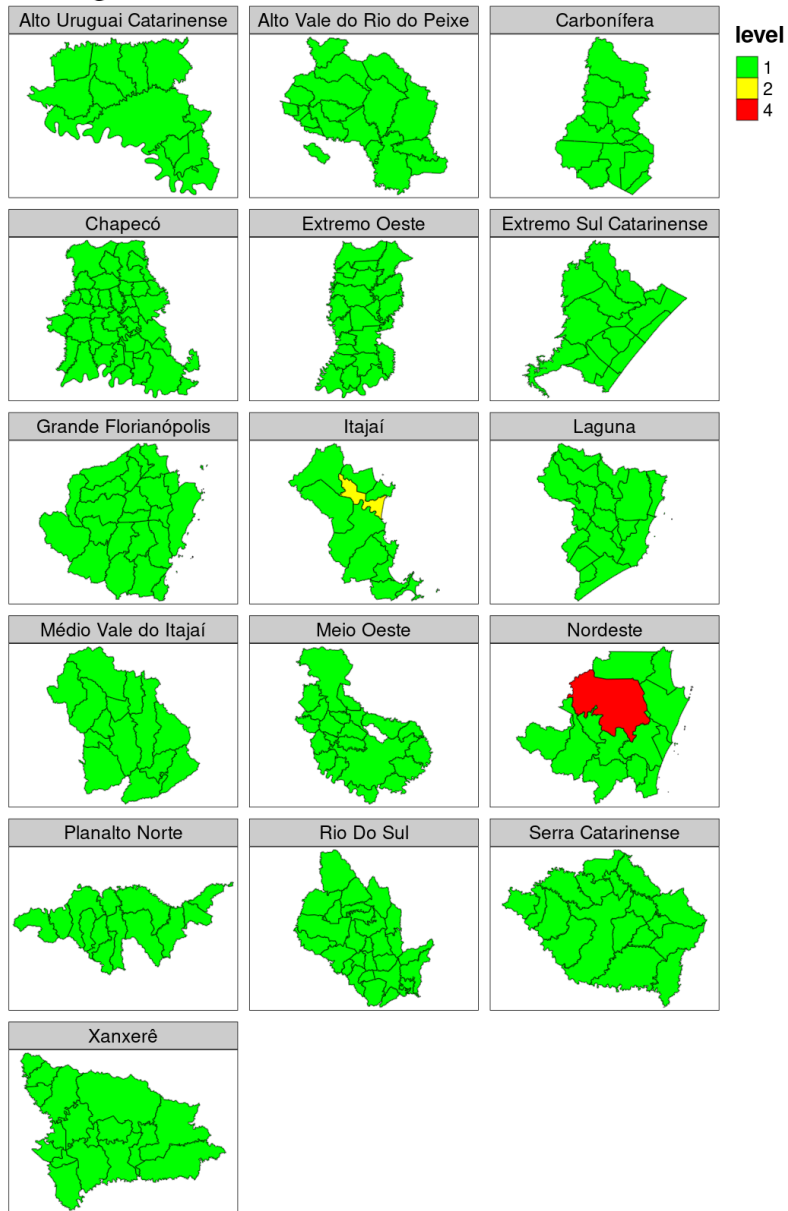 Alto Uruguai Catarinense
Alto Vale do Rio do Peixe
Carbonífera
level
1
2
4
Chapecó
Extremo Oeste
Extremo Sul Catarinense
Grande Florianópolis
Itajaí
Laguna
Médio Vale do Itajaí
Meio Oeste
Nordeste
Planalto Norte
Rio Do Sul
Serra Catarinense
Xanxerê